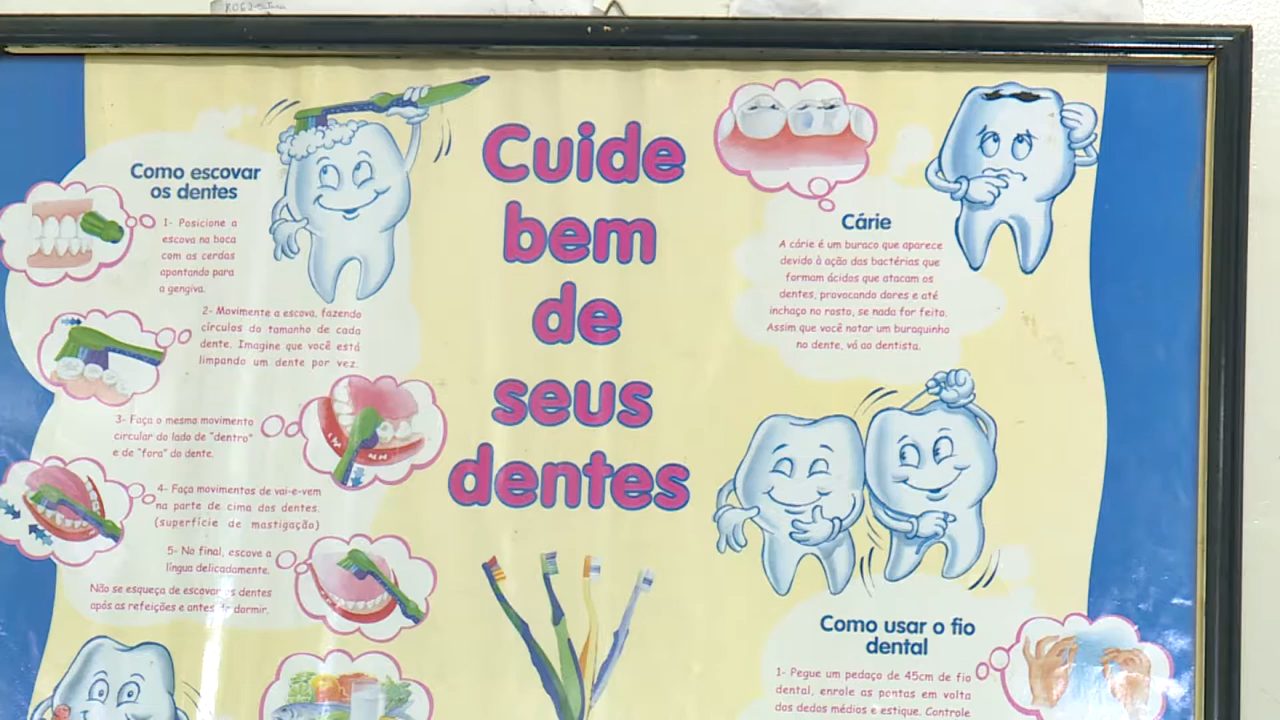 Cuide
bem
de
seus
dentes
Como escovar
os dentes
1- Posicione a
escova na boca
com as cerdas
apontando para
a gengiva.
2- Movimente a escova, fazendo
círculos do tamanho de cada
dente. Imagine que você está
limpando um dente por vez.
3- Faça o mesmo movimento
circular do lado de "dentro"
e de "fora" do dente.
4- Faça movimentos de vai-e-vem
na parte de cima dos dentes.
(superfície de mastigação)
5- No final, escove a
língua delicadamente.
Não se esqueça de escovar os dentes
após as refeições e antes de dormir.
Cárie
A cárie é um buraco que aparece
devido à ação das bactérias que
formam ácidos que atacam os
dentes, provocando dores e até
inchaço no rosto, se nada for feito.
Assim que você notar um buraquinho
no dente, vá ao dentista.
Como usar o fio
dental
1- Pegue um pedaço de 45cm de fio
dental, enrole as pontas em volta
dos dedos médios e estique. Controle